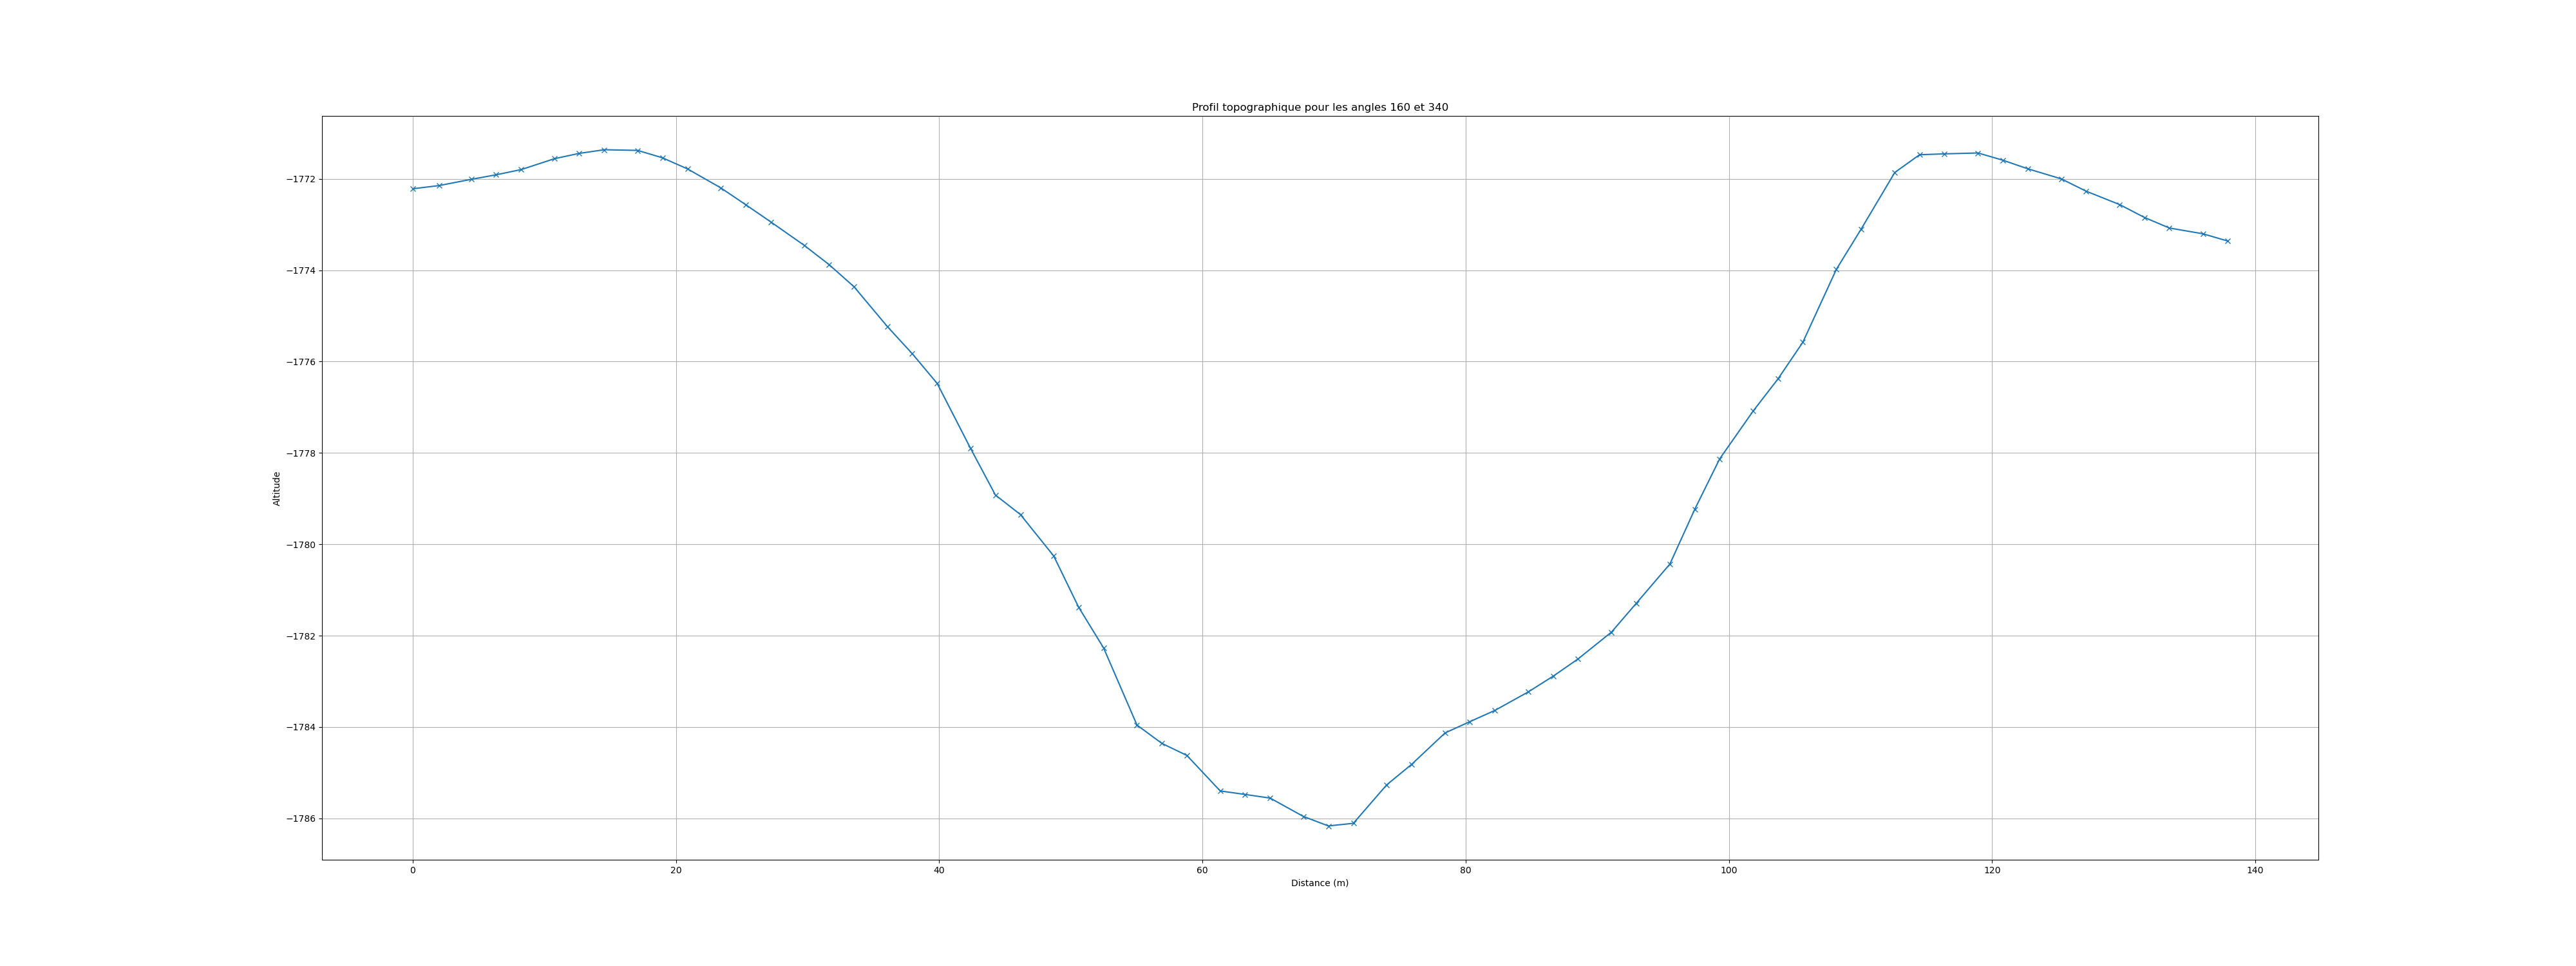 Profil topographique pour les angles 160 et 340
−1772
−1774
−1776
−1778
−1780
−1782
−1784
−1786
Altitude
0 20 40 60 80 100 120 140
Distance (m)